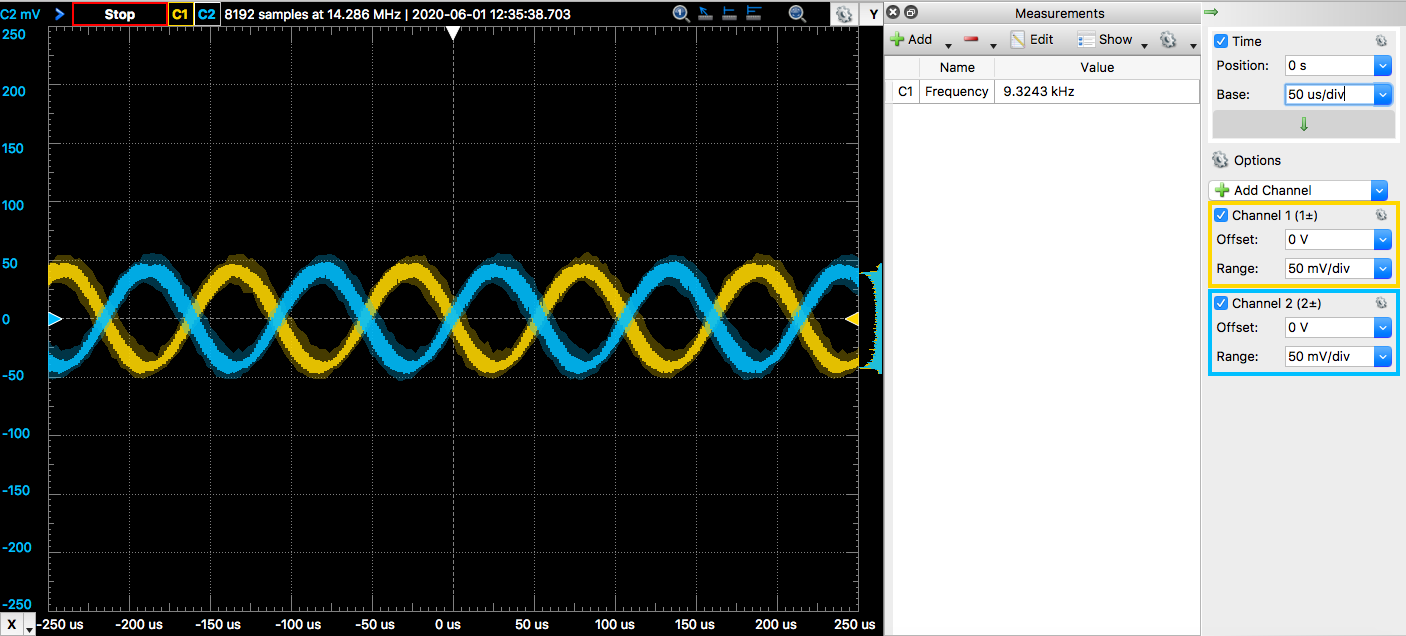 C2 mV Stop C1 C2 8192 samples at 14.286 MHz | 2020-06-01 12:35:38.703 Y
250
200
150
100
50
0
-50
-100
-150
-200
-250
X -250 us -200 us -150 us -100 us -50 us 0 us 50 us 100 us 150 us 200 us 250 us
Measurements
Add Edit Show
Name Value
C1 Frequency 9.3243 kHz
Time
Position: 0 s
Base: 50 us/div
Options
Add Channel
Channel 1 (1±)
Offset: 0 V
Range: 50 mV/div
Channel 2 (2±)
Offset: 0 V
Range: 50 mV/div